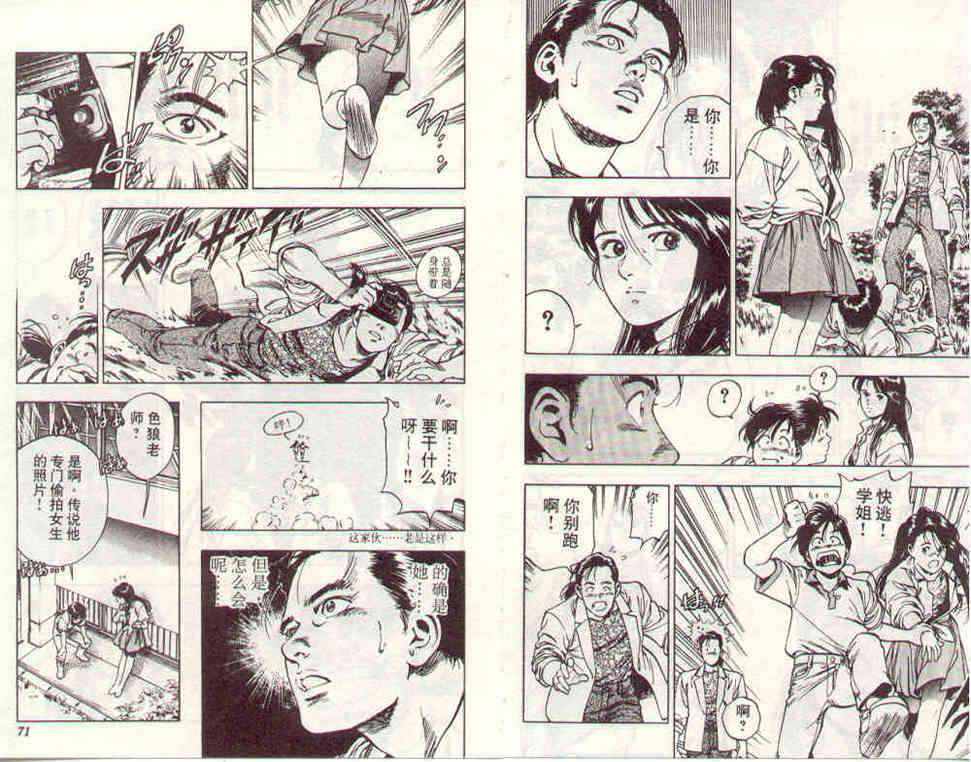 你……你
是……
？
？
？
快逃！
学姐！
啊？
你……
你别跑
啊！
总是随
身带着
啊……你
要干什么
呀～～!!
哼！
这家伙……老是这样。
的确是
她……
但是
怎么会
呢……
色狼老
师？
是啊。传说他
专门偷拍女生
的照片！
71